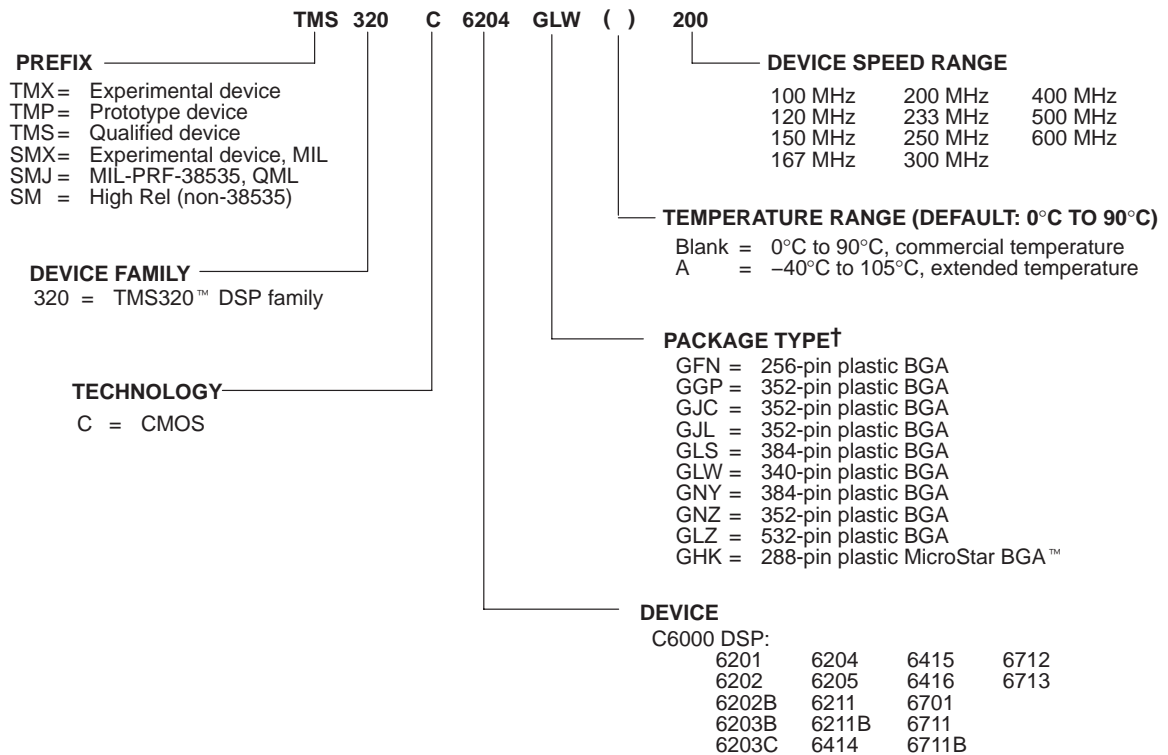 TMS 320 C 6204 GLW ( ) 200
PREFIX
TMX = Experimental device
TMP = Prototype device
TMS = Qualified device
SMX = Experimental device, MIL
SMJ = MIL-PRF-38535, QML
SM = High Rel (non-38535)
DEVICE SPEED RANGE
100 MHz 200 MHz 400 MHz
120 MHz 233 MHz 500 MHz
150 MHz 250 MHz 600 MHz
167 MHz 300 MHz
TEMPERATURE RANGE (DEFAULT: 0°C TO 90°C)
Blank = 0°C to 90°C, commercial temperature
A = −40°C to 105°C, extended temperature
DEVICE FAMILY
320 = TMS320™ DSP family
PACKAGE TYPE†
GFN = 256-pin plastic BGA
GGP = 352-pin plastic BGA
GJC = 352-pin plastic BGA
GJL = 352-pin plastic BGA
GLS = 384-pin plastic BGA
GLW = 340-pin plastic BGA
GNY = 384-pin plastic BGA
GNZ = 352-pin plastic BGA
GLZ = 532-pin plastic BGA
GHK = 288-pin plastic MicroStar BGA™
TECHNOLOGY
C = CMOS
DEVICE
C6000 DSP:
6201 6204 6415 6712
6202 6205 6416 6713
6202B 6211 6701
6203B 6211B 6711
6203C 6414 6711B